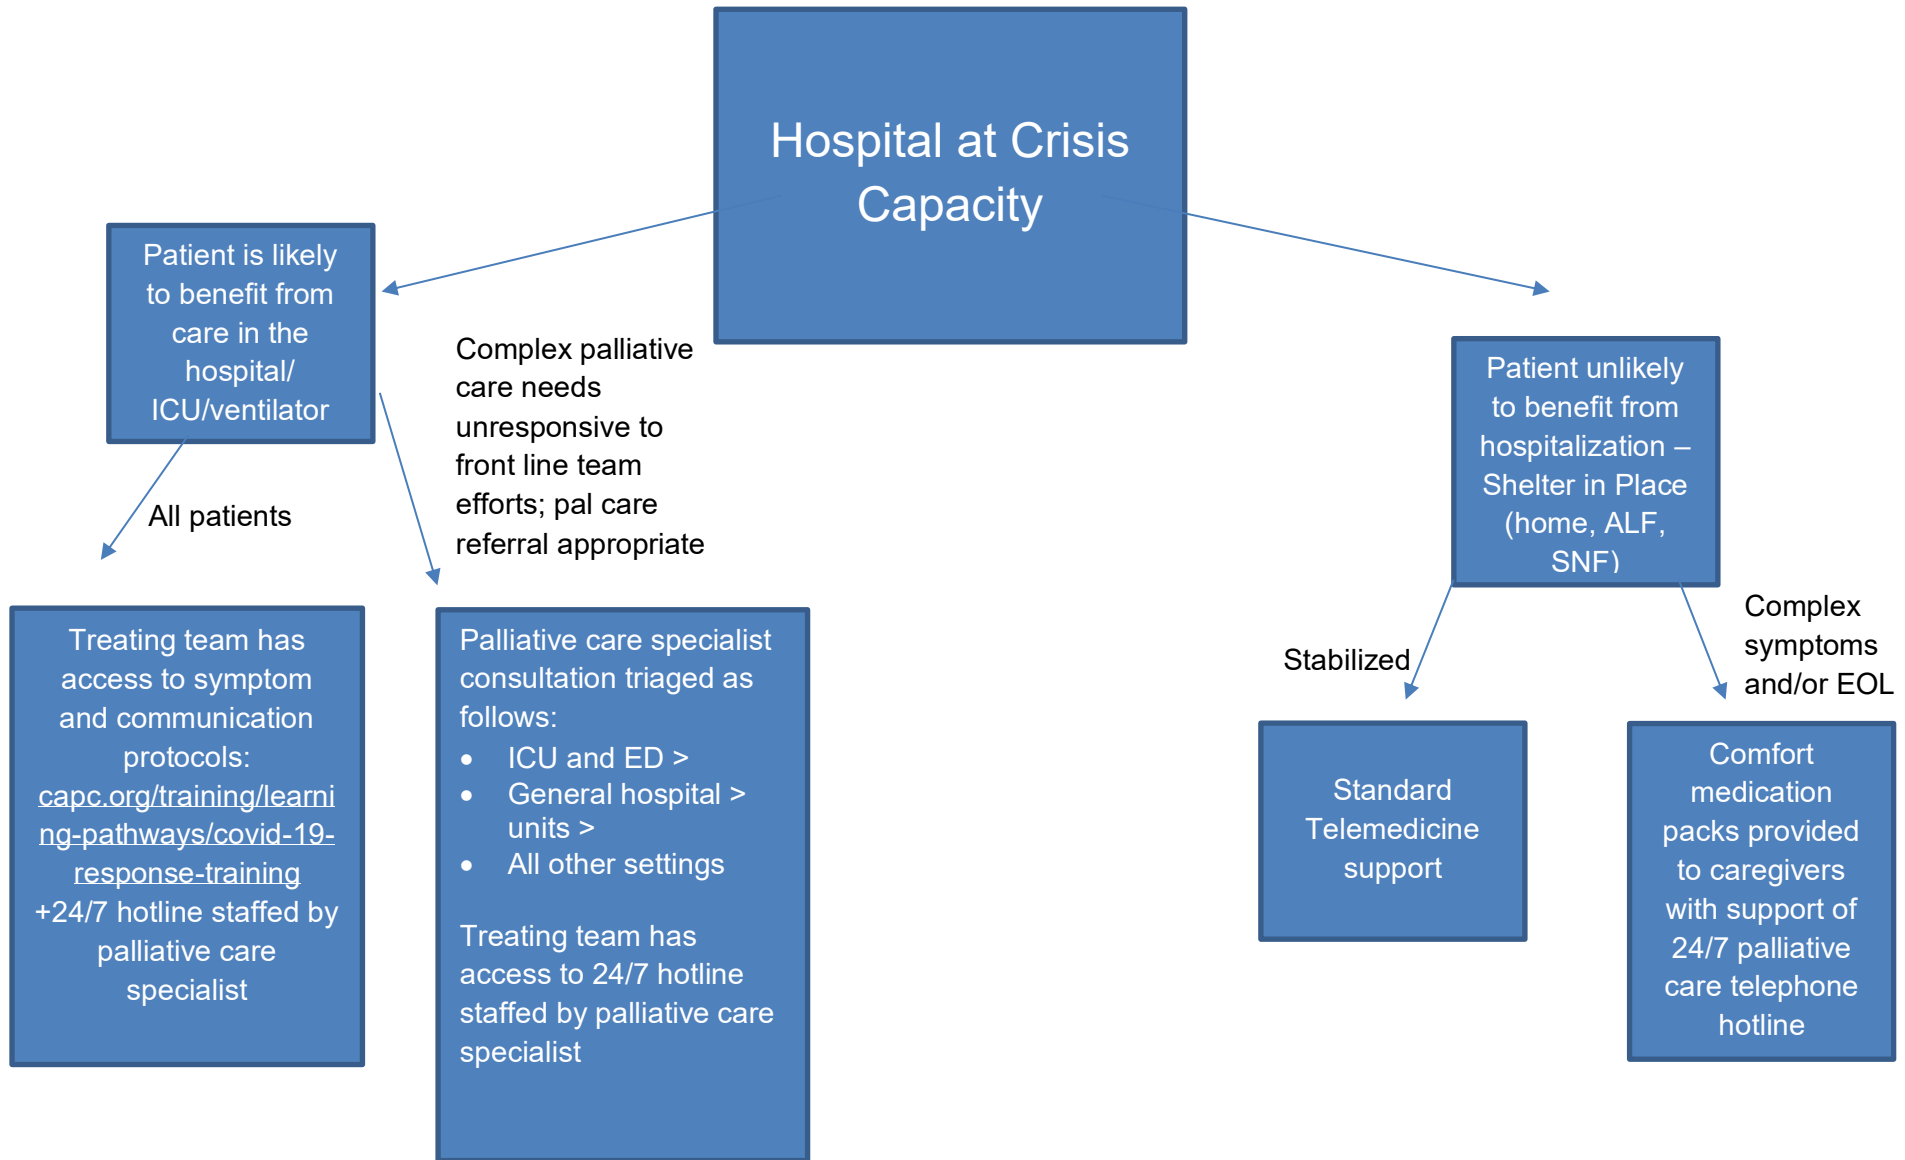 Hospital at Crisis
Capacity
Patient is likely
to benefit from
care in the
hospital/
ICU/ventilator
Complex palliative
care needs
unresponsive to
front line team
efforts; pal care
referral appropriate
All patients
Patient unlikely
to benefit from
hospitalization –
Shelter in Place
(home, ALF,
SNF)
Stabilized
Complex
symptoms
and/or EOL
Treating team has
access to symptom
and communication
protocols:
capc.org/training/learni
ng-pathways/covid-19-
response-training
+24/7 hotline staffed by
palliative care
specialist
Palliative care specialist
consultation triaged as
follows:
• ICU and ED >
• General hospital >
units >
• All other settings
Treating team has
access to 24/7 hotline
staffed by palliative care
specialist
Standard
Telemedicine
support
Comfort
medication
packs provided
to caregivers
with support of
24/7 palliative
care telephone
hotline